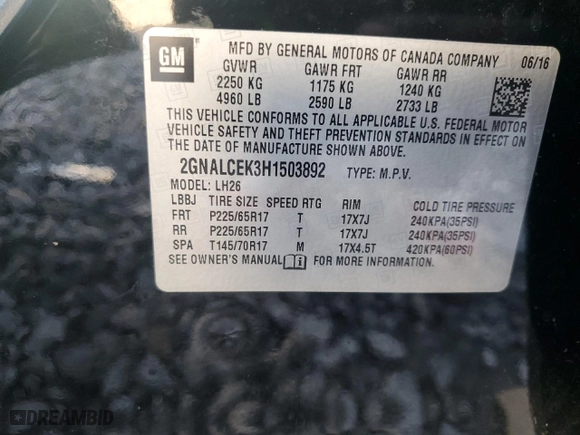 GM
MFD BY GENERAL MOTORS OF CANADA COMPANY 06/16
GVWR GAWR FRT GAWR RR
2250 KG 1175 KG 1240 KG
4960 LB 2590 LB 2733 LB
THIS VEHICLE CONFORMS TO ALL APPLICABLE U.S. FEDERAL MOTOR
VEHICLE SAFETY AND THEFT PREVENTION STANDARDS IN EFFECT ON
THE DATE OF MANUFACTURE SHOWN ABOVE.
2GNALCEK3H1503892 TYPE: M.P.V.
MODEL: LH26
LBBJ TIRE SIZE SPEED RTG RIM COLD TIRE PRESSURE
FRT P225/65R17 T 17X7J 240KPA(35PSI)
RR P225/65R17 T 17X7J 240KPA(35PSI)
SPA T145/70R17 M 17X4.5T 420KPA(60PSI)
SEE OWNER'S MANUAL FOR MORE INFORMATION.
DREAMBID